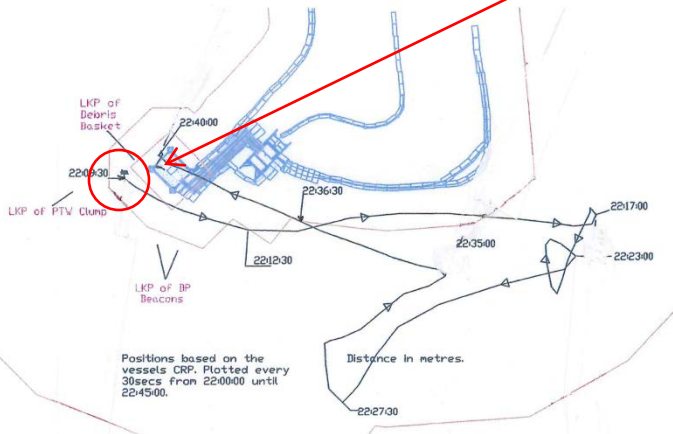 LKP of
Debris
Basket
22:40:00
22:09:30
LKP of PTW Clump
22:36:30
22:17:00
22:35:00
22:23:00
22:12:30
LKP of DP
Beacons
Positions based on the
vessels CRP. Plotted every
30secs from 22:00:00 until
22:45:00.
Distance in metres.
22:27:30